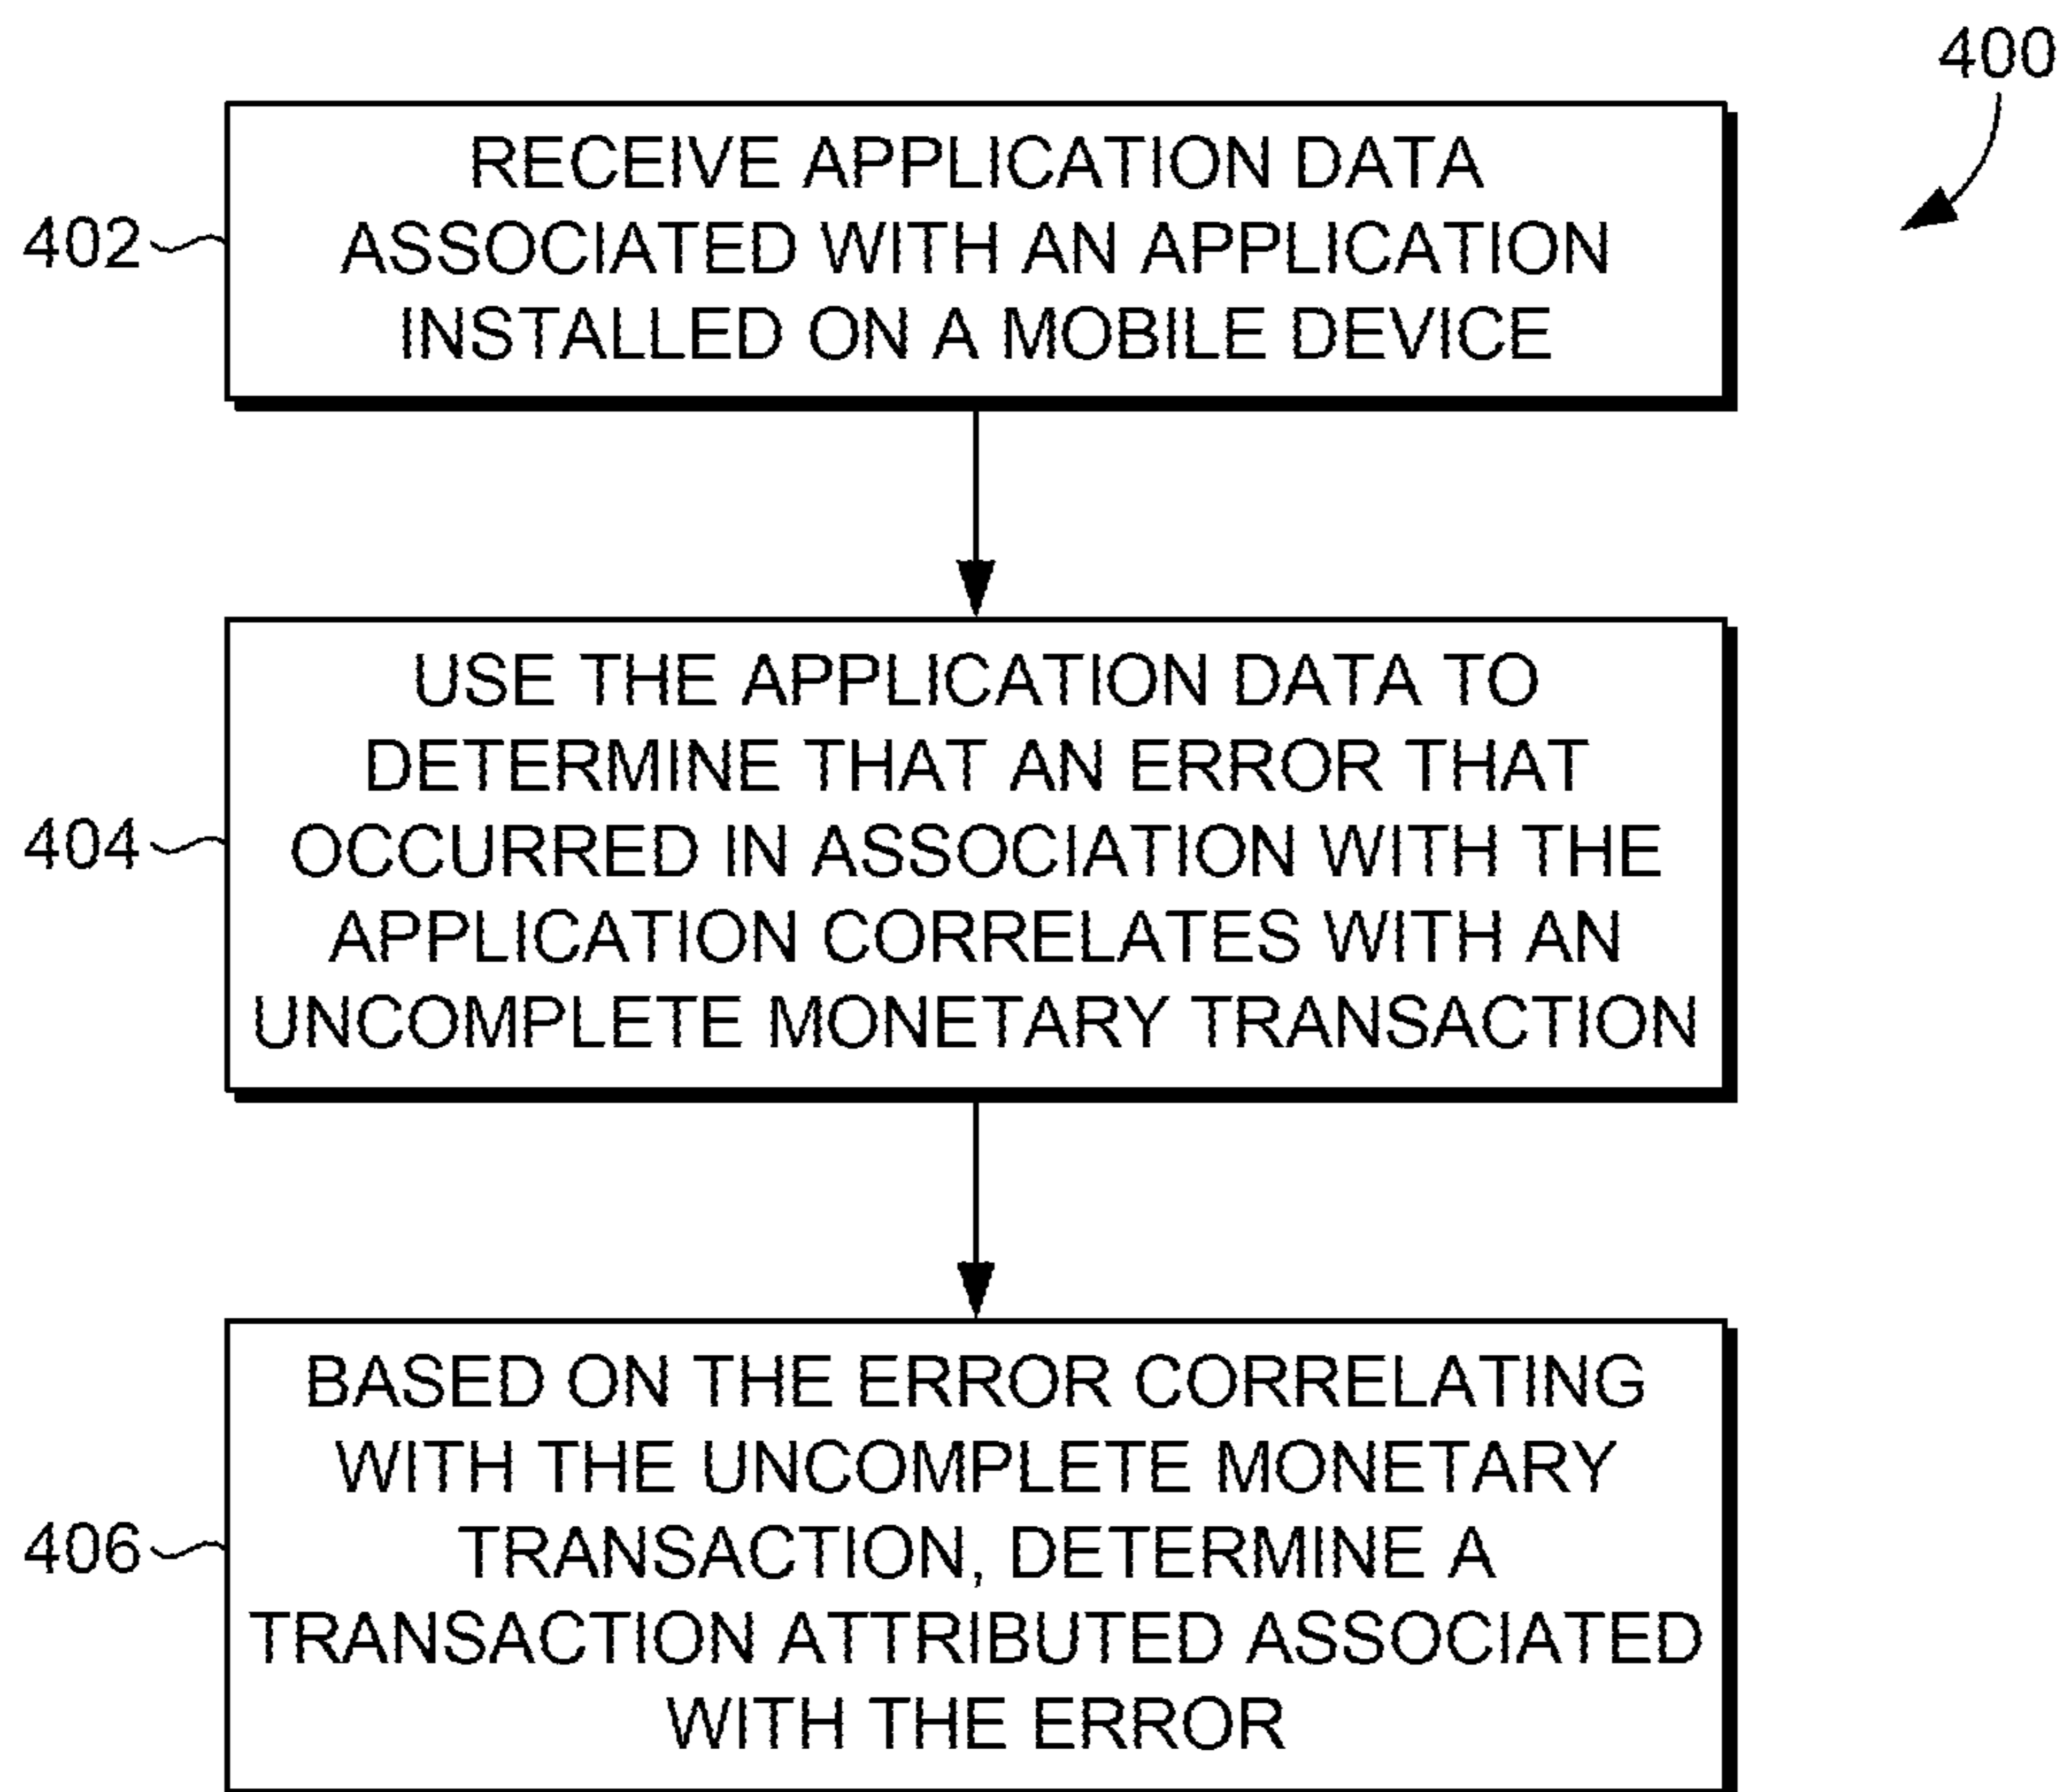 400
RECEIVE APPLICATION DATA
ASSOCIATED WITH AN APPLICATION
INSTALLED ON A MOBILE DEVICE
402
USE THE APPLICATION DATA TO
DETERMINE THAT AN ERROR THAT
OCCURRED IN ASSOCIATION WITH THE
APPLICATION CORRELATES WITH AN
UNCOMPLETE MONETARY TRANSACTION
404
BASED ON THE ERROR CORRELATING
WITH THE UNCOMPLETE MONETARY
TRANSACTION, DETERMINE A
TRANSACTION ATTRIBUTED ASSOCIATED
WITH THE ERROR
406